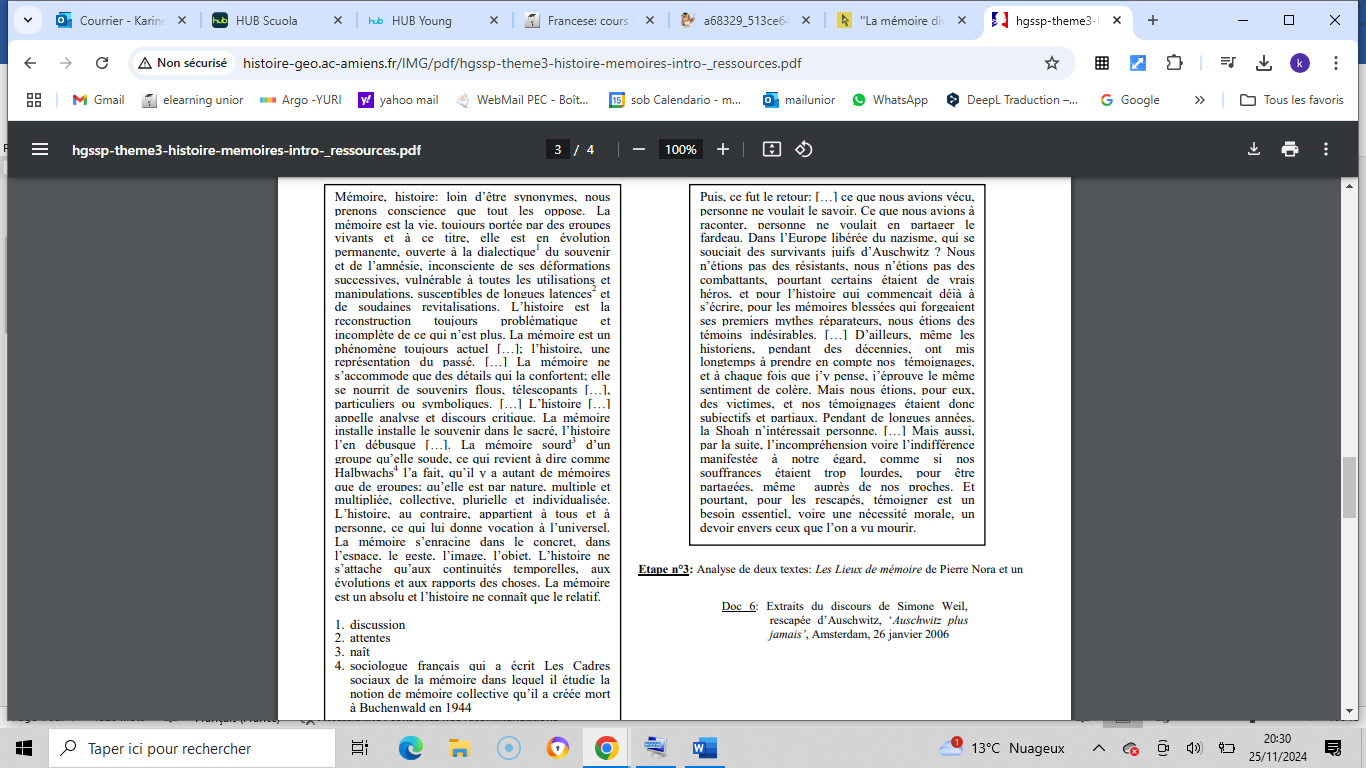 Courrier - Karine
HUB Scuola
HUB Young
Francese: cours
a68329_513ce64
"La mémoire div
hgssp-theme3-h
Non sécurisé
histoire-geo.ac-amiens.fr/IMG/pdf/hgssp-theme3-histoire-memoires-intro-_ressources.pdf
k
Gmail
elearning unior
Argo -YURI
yahoo mail
WebMail PEC - Boît...
sob Calendario - m...
mailunior
WhatsApp
DeepL Traduction –...
Google
»
Tous les favoris
hgssp-theme3-histoire-memoires-intro-_ressources.pdf
3 / 4
100%
Mémoire, histoire: loin d’être synonymes, nous
prenons conscience que tout les oppose. La
mémoire est la vie, toujours portée par des groupes
vivants et à ce titre, elle est en évolution
permanente, ouverte à la dialectique1 du souvenir
et de l’amnésie, inconsciente de ses déformations
successives, vulnérable à toutes les utilisations et
manipulations, susceptibles de longues latences2 et
de soudaines revitalisations. L’histoire est la
reconstruction toujours problématique et
incomplète de ce qui n’est plus. La mémoire est un
phénomène toujours actuel […]; l’histoire, une
représentation du passé. […] La mémoire ne
s’accommode que des détails qui la confortent; elle
se nourrit de souvenirs flous, télescopants […],
particuliers ou symboliques. […] L’histoire […]
appelle analyse et discours critique. La mémoire
installe installe le souvenir dans le sacré, l’histoire
l’en débusque […]. La mémoire sourd3 d’un
groupe qu’elle soude, ce qui revient à dire comme
Halbwachs4 l’a fait, qu’il y a autant de mémoires
que de groupes; qu’elle est par nature, multiple et
multipliée, collective, plurielle et individualisée.
L’histoire, au contraire, appartient à tous et à
personne, ce qui lui donne vocation à l’universel.
La mémoire s’enracine dans le concret, dans
l’espace, le geste, l’image, l’objet. L’histoire ne
s’attache qu’aux continuités temporelles, aux
évolutions et aux rapports des choses. La mémoire
est un absolu et l’histoire ne connaît que le relatif.
1. discussion
2. attentes
3. naît
4. sociologue français qui a écrit Les Cadres
sociaux de la mémoire dans lequel il étudie la
notion de mémoire collective qu’il a créée mort
à Buchenwald en 1944
Puis, ce fut le retour: […] ce que nous avions vécu,
personne ne voulait le savoir. Ce que nous avions à
raconter, personne ne voulait en partager le
fardeau. Dans l’Europe libérée du nazisme, qui se
souciait des survivants juifs d’Auschwitz ? Nous
n’étions pas des résistants, nous n’étions pas des
combattants, pourtant certains étaient de vrais
héros, et pour l’histoire qui commençait déjà à
s’écrire, pour les mémoires blessées qui forgeaient
ses premiers mythes réparateurs, nous étions des
témoins indésirables. […] D’ailleurs, même les
historiens, pendant des décennies, ont mis
longtemps à prendre en compte nos témoignages,
et à chaque fois que j’y pense, j’éprouve le même
sentiment de colère. Mais nous étions, pour eux,
des victimes, et nos témoignages étaient donc
subjectifs et partiaux. Pendant de longues années,
la Shoah n’intéressait personne. […] Mais aussi,
par la suite, l’incompréhension voire l’indifférence
manifestée à notre égard, comme si nos
souffrances étaient trop lourdes, pour être
partagées, même auprès de nos proches. Et
pourtant, pour les rescapés, témoigner est un
besoin essentiel, voire une nécessité morale, un
devoir envers ceux que l’on a vu mourir.
Etape n°3: Analyse de deux textes: Les Lieux de mémoire de Pierre Nora et un
Doc 6: Extraits du discours de Simone Weil,
rescapée d’Auschwitz, ‘Auschwitz plus
jamais’, Amsterdam, 26 janvier 2006
Taper ici pour rechercher
1
13°C Nuageux
20:30
25/11/2024